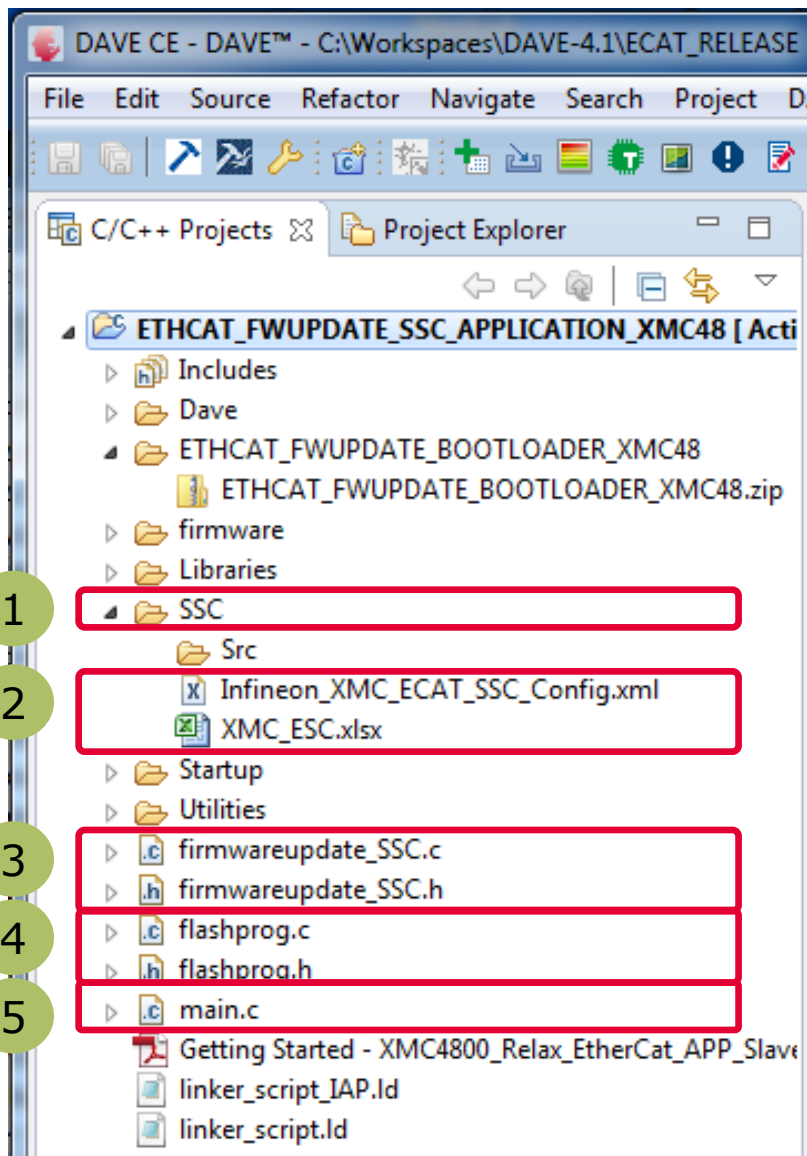 DAVE CE - DAVE™ - C:\Workspaces\DAVE-4.1\ECAT_RELEASE
File Edit Source Refactor Navigate Search Project
C/C++ Projects Project Explorer
ETHCAT_FWUPDATE_SSC_APPLICATION_XMC48 [ Acti
Includes
Dave
ETHCAT_FWUPDATE_BOOTLOADER_XMC48
ETHCAT_FWUPDATE_BOOTLOADER_XMC48.zip
firmware
Libraries
1 SSC
Src
2 Infineon_XMC_ECAT_SSC_Config.xml
XMC_ESC.xlsx
Startup
Utilities
3 .c firmwareupdate_SSC.c
.h firmwareupdate_SSC.h
4 .c flashprog.c
.h flashprog.h
5 .c main.c
Getting Started - XMC4800_Relax_EtherCat_APP_Slave
linker_script_IAP.ld
linker_script.ld